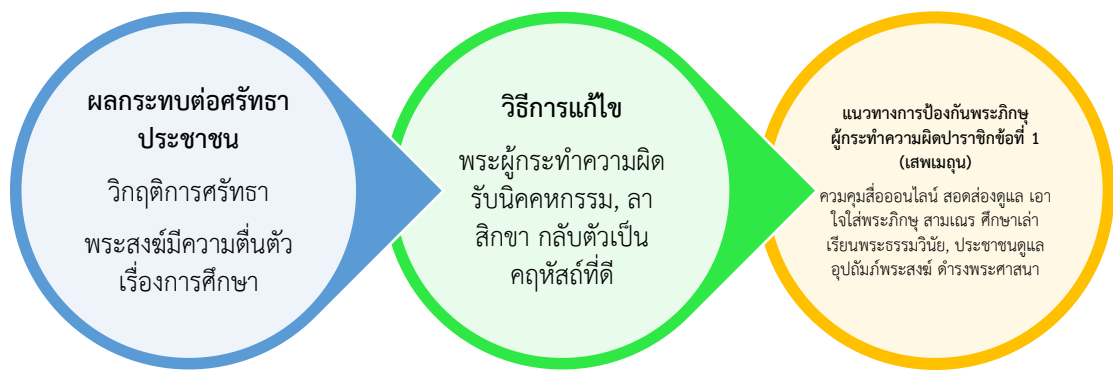 ผลกระทบต่อศรัทธา
ประชาชน
วิกฤติการศรัทธา
พระสงฆ์มีความตื่นตัว
เรื่องการศึกษา
วิธีการแก้ไข
พระผู้กระทำความผิด
รับนิคคหกรรม, ลา
สิกขา กลับตัวเป็น
คฤหัสถ์ที่ดี
แนวทางการป้องกันพระภิกษุ
ผู้กระทำความผิดปาราชิกข้อที่ 1
(เสพเมถุน)
ควมคุมสื่อออนไลน์ สอดส่องดูแล เอา
ใจใส่พระภิกษุ สามเณร ศึกษาเล่า
เรียนพระธรรมวินัย, ประชาชนดูแล
อุปถัมภ์พระสงฆ์ ดำรงพระศาสนา